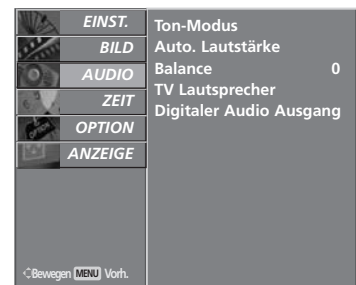 EINST.
BILD
AUDIO
ZEIT
OPTION
ANZEIGE
Ton-Modus
Auto. Lautstärke
Balance 0
TV Lautsprecher
Digitaler Audio Ausgang
Bewegen MENU Vorh.